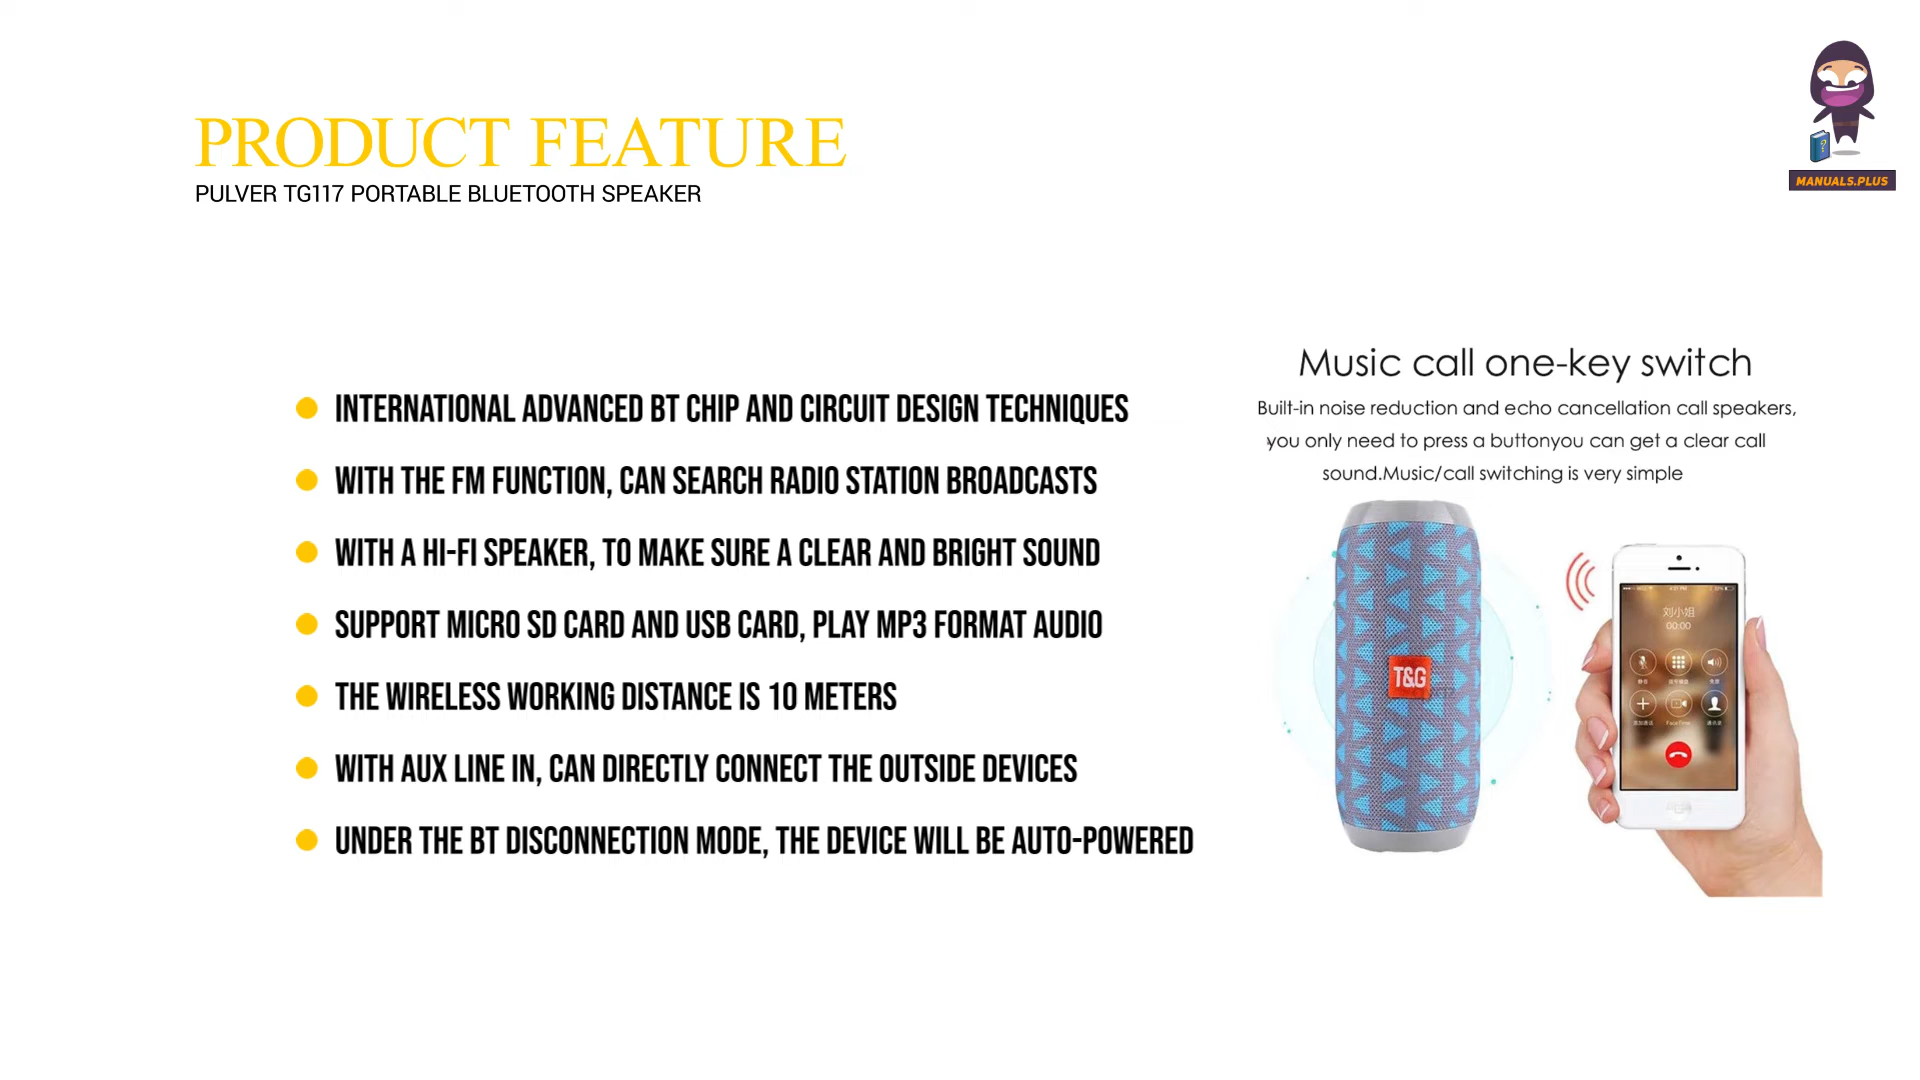 PRODUCT FEATURE
PULVER TG117 PORTABLE BLUETOOTH SPEAKER
MANUALS.PLUS
INTERNATIONAL ADVANCED BT CHIP AND CIRCUIT DESIGN TECHNIQUES
WITH THE FM FUNCTION, CAN SEARCH RADIO STATION BROADCASTS
WITH A HI-FI SPEAKER, TO MAKE SURE A CLEAR AND BRIGHT SOUND
SUPPORT MICRO SD CARD AND USB CARD, PLAY MP3 FORMAT AUDIO
THE WIRELESS WORKING DISTANCE IS 10 METERS
WITH AUX LINE IN, CAN DIRECTLY CONNECT THE OUTSIDE DEVICES
UNDER THE BT DISCONNECTION MODE, THE DEVICE WILL BE AUTO-POWERED
Music call one-key switch
Built-in noise reduction and echo cancellation call speakers,
you only need to press a buttonyou can get a clear call
sound.Music/call switching is very simple
T&G
刘小姐
00:00
FaceTime